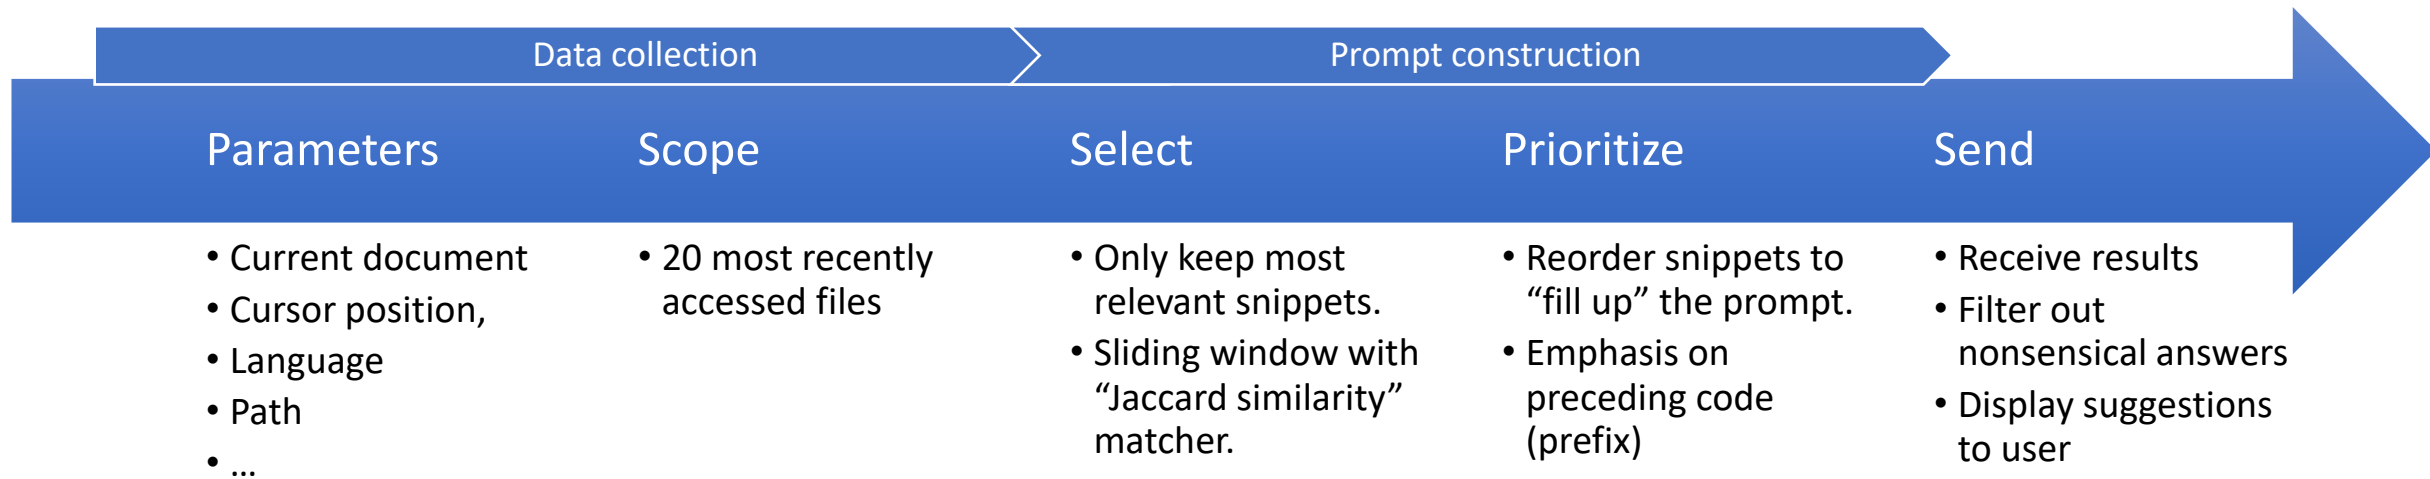 Data collection
Prompt construction
Parameters
Scope
Select
Prioritize
Send
• Current document
• Cursor position,
• Language
• Path
• …
• 20 most recently
accessed files
• Only keep most
relevant snippets.
• Sliding window with
“Jaccard similarity”
matcher.
• Reorder snippets to
“fill up” the prompt.
• Emphasis on
preceding code
(prefix)
• Receive results
• Filter out
nonsensical answers
• Display suggestions
to user